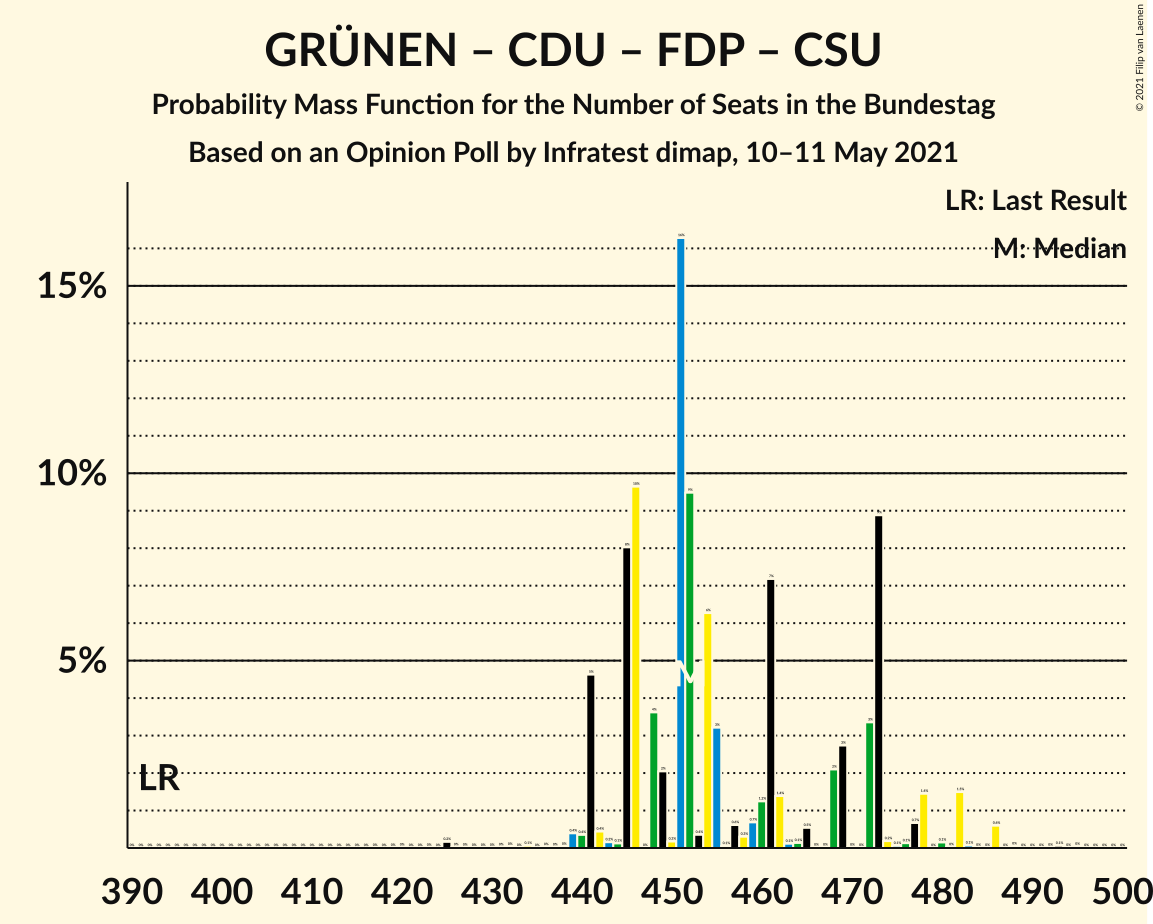 GRÜNEN – CDU – FDP – CSU
Probability Mass Function for the Number of Seats in the Bundestag
Based on an Opinion Poll by Infratest dimap, 10–11 May 2021
© 2021 Filip van Laenen
LR: Last Result
M: Median
15%
10%
5%
LR
M
390 400 410 420 430 440 450 460 470 480 490 500